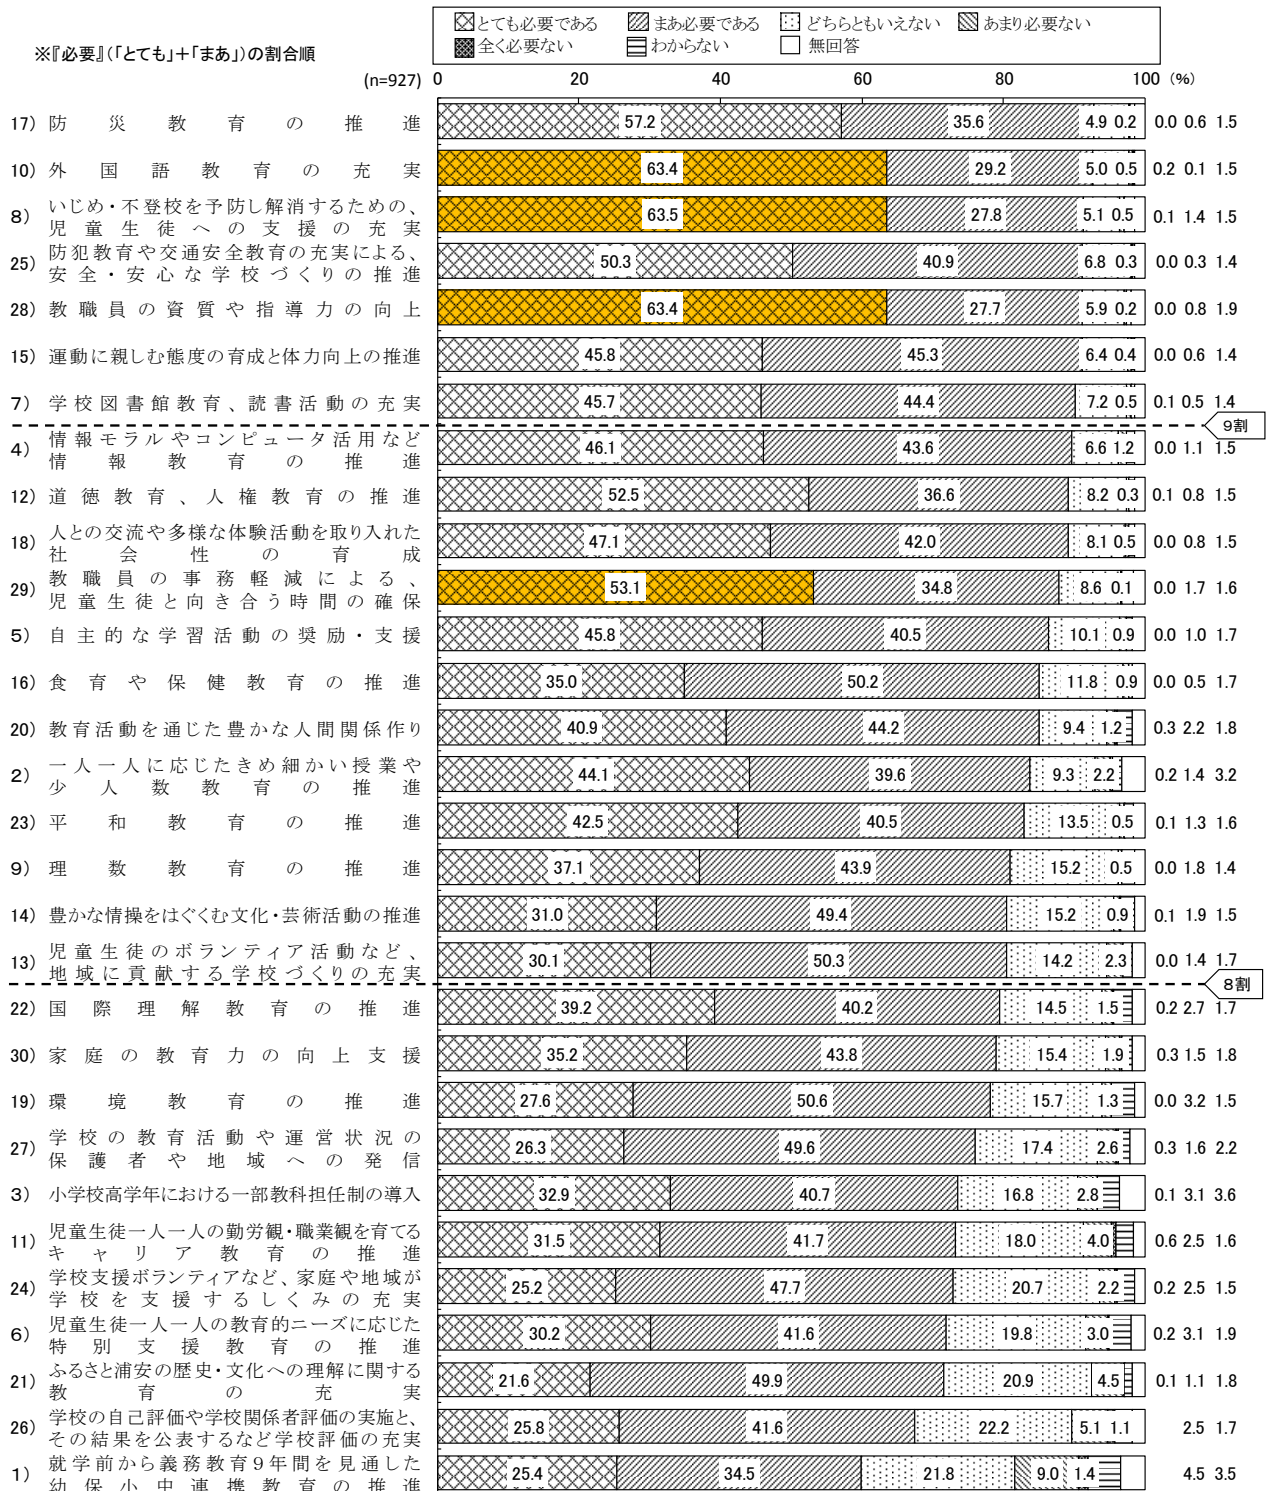 とても必要である まあ必要である どちらともいえない あまり必要ない
全く必要ない わからない 無回答
※『必要』(「とても」+「まあ」)の割合順
(n=927) 0 20 40 60 80 100 (%)
17) 防災教育の推進 57.2 35.6 4.9 0.2 0.0 0.6 1.5
10) 外国語教育の充実 63.4 29.2 5.0 0.5 0.2 0.1 1.5
8) いじめ・不登校を予防し解消するための、
児童生徒への支援の充実 63.5 27.8 5.1 0.5 0.1 1.4 1.5
25) 防犯教育や交通安全教育の充実による、
安全・安心な学校づくりの推進 50.3 40.9 6.8 0.3 0.0 0.3 1.4
28) 教職員の資質や指導力の向上 63.4 27.7 5.9 0.2 0.0 0.8 1.9
15) 運動に親しむ態度の育成と体力向上の推進 45.8 45.3 6.4 0.4 0.0 0.6 1.4
7) 学校図書館教育、読書活動の充実 45.7 44.4 7.2 0.5 0.1 0.5 1.4
9割
4) 情報モラルやコンピュータ活用など
情報教育の推進 46.1 43.6 6.6 1.2 0.0 1.1 1.5
12) 道徳教育、人権教育の推進 52.5 36.6 8.2 0.3 0.1 0.8 1.5
18) 人との交流や多様な体験活動を取り入れた
社会性の育成 47.1 42.0 8.1 0.5 0.0 0.8 1.5
29) 教職員の事務軽減による、
児童生徒と向き合う時間の確保 53.1 34.8 8.6 0.1 0.0 1.7 1.6
5) 自主的な学習活動の奨励・支援 45.8 40.5 10.1 0.9 0.0 1.0 1.7
16) 食育や保健教育の推進 35.0 50.2 11.8 0.9 0.0 0.5 1.7
20) 教育活動を通じた豊かな人間関係作り 40.9 44.2 9.4 1.2 0.3 2.2 1.8
2) 一人一人に応じたきめ細かい授業や
少人数教育の推進 44.1 39.6 9.3 2.2 0.2 1.4 3.2
23) 平和教育の推進 42.5 40.5 13.5 0.5 0.1 1.3 1.6
9) 理数教育の推進 37.1 43.9 15.2 0.5 0.0 1.8 1.4
14) 豊かな情操をはぐくむ文化・芸術活動の推進 31.0 49.4 15.2 0.9 0.1 1.9 1.5
13) 児童生徒のボランティア活動など、
地域に貢献する学校づくりの充実 30.1 50.3 14.2 2.3 0.0 1.4 1.7
8割
22) 国際理解教育の推進 39.2 40.2 14.5 1.5 0.2 2.7 1.7
30) 家庭の教育力の向上支援 35.2 43.8 15.4 1.9 0.3 1.5 1.8
19) 環境教育の推進 27.6 50.6 15.7 1.3 0.0 3.2 1.5
27) 学校の教育活動や運営状況の
保護者や地域への発信 26.3 49.6 17.4 2.6 0.3 1.6 2.2
3) 小学校高学年における一部教科担任制の導入 32.9 40.7 16.8 2.8 0.1 3.1 3.6
11) 児童生徒一人一人の勤労観・職業観を育てる
キャリア教育の推進 31.5 41.7 18.0 4.0 0.6 2.5 1.6
24) 学校支援ボランティアなど、家庭や地域が
学校を支援するしくみの充実 25.2 47.7 20.7 2.2 0.2 2.5 1.5
6) 児童生徒一人一人の教育的ニーズに応じた
特別支援教育の推進 30.2 41.6 19.8 3.0 0.2 3.1 1.9
21) ふるさと浦安の歴史・文化への理解に関する
教育の充実 21.6 49.9 20.9 4.5 0.1 1.1 1.8
26) 学校の自己評価や学校関係者評価の実施と、
その結果を公表するなど学校評価の充実 25.8 41.6 22.2 5.1 1.1 2.5 1.7
1) 就学前から義務教育9年間を見通した
幼保小中連携教育の推進 25.4 34.5 21.8 9.0 1.4 4.5 3.5